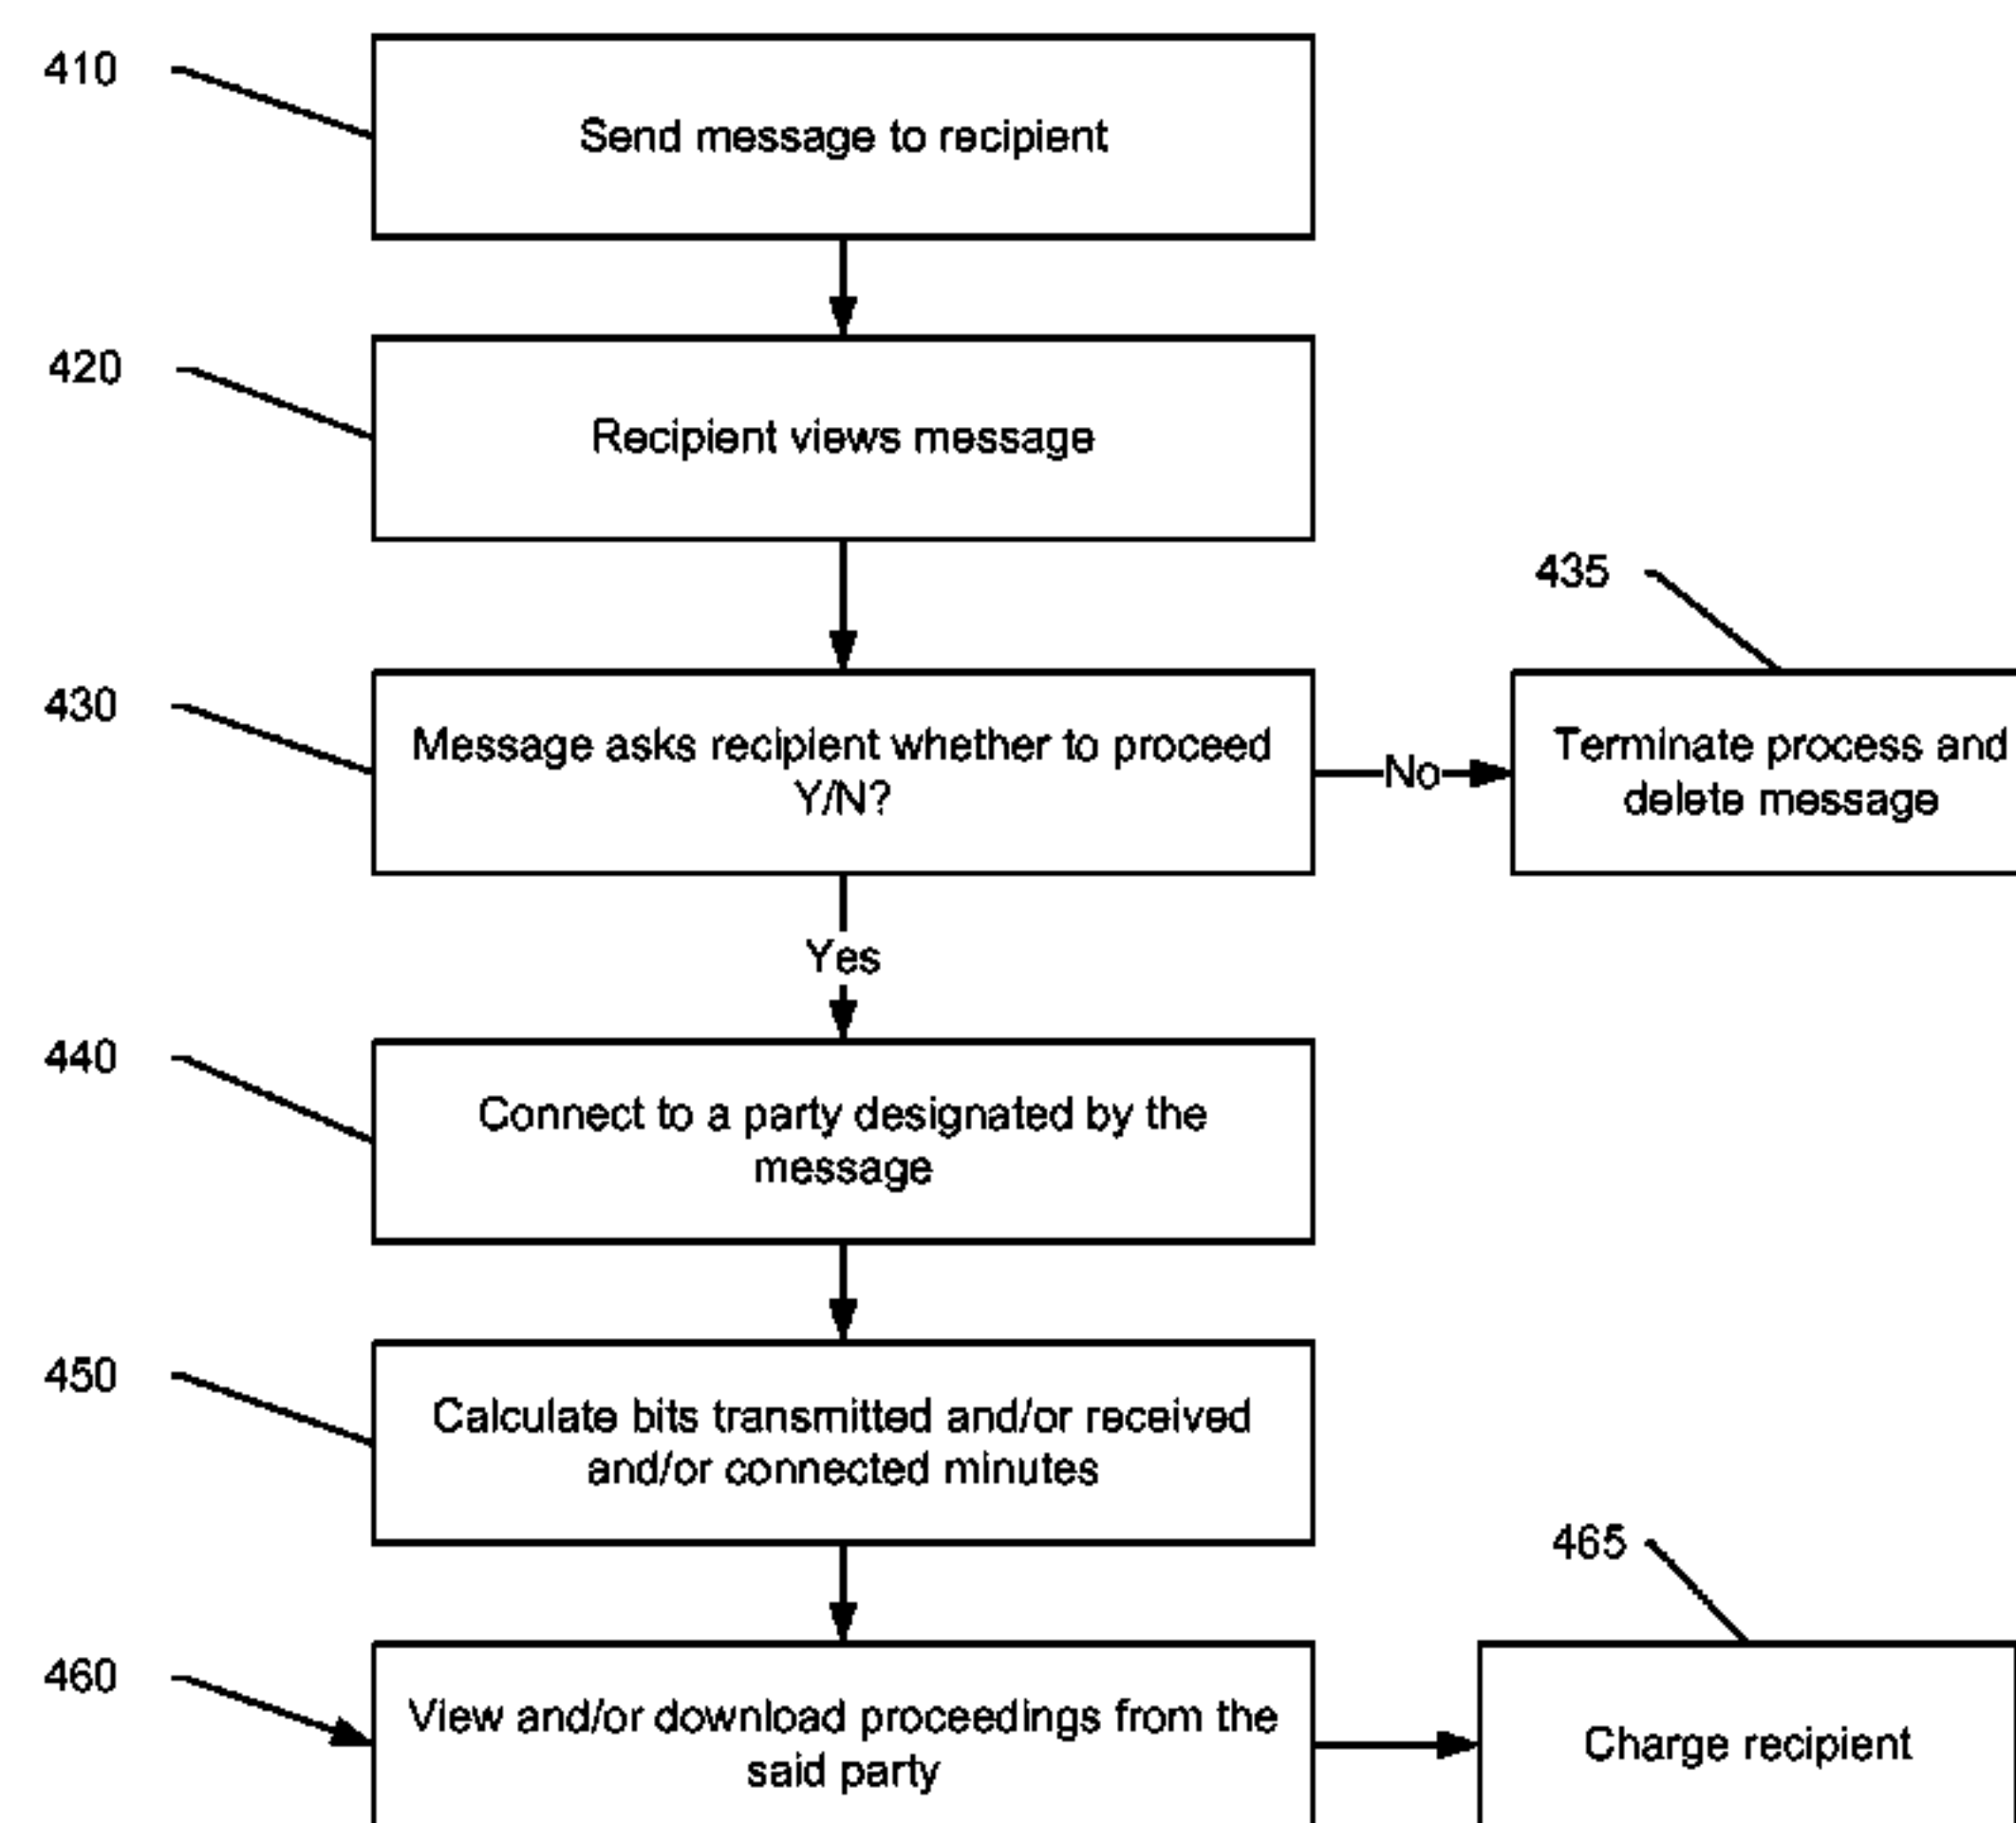 410
Send message to recipient
420
Recipient views message
435
430
Message asks recipient whether to proceed
Y/N?
No
Terminate process and
delete message
Yes
440
Connect to a party designated by the
message
450
Calculate bits transmitted and/or received
and/or connected minutes
465
460
View and/or download proceedings from the
said party
Charge recipient